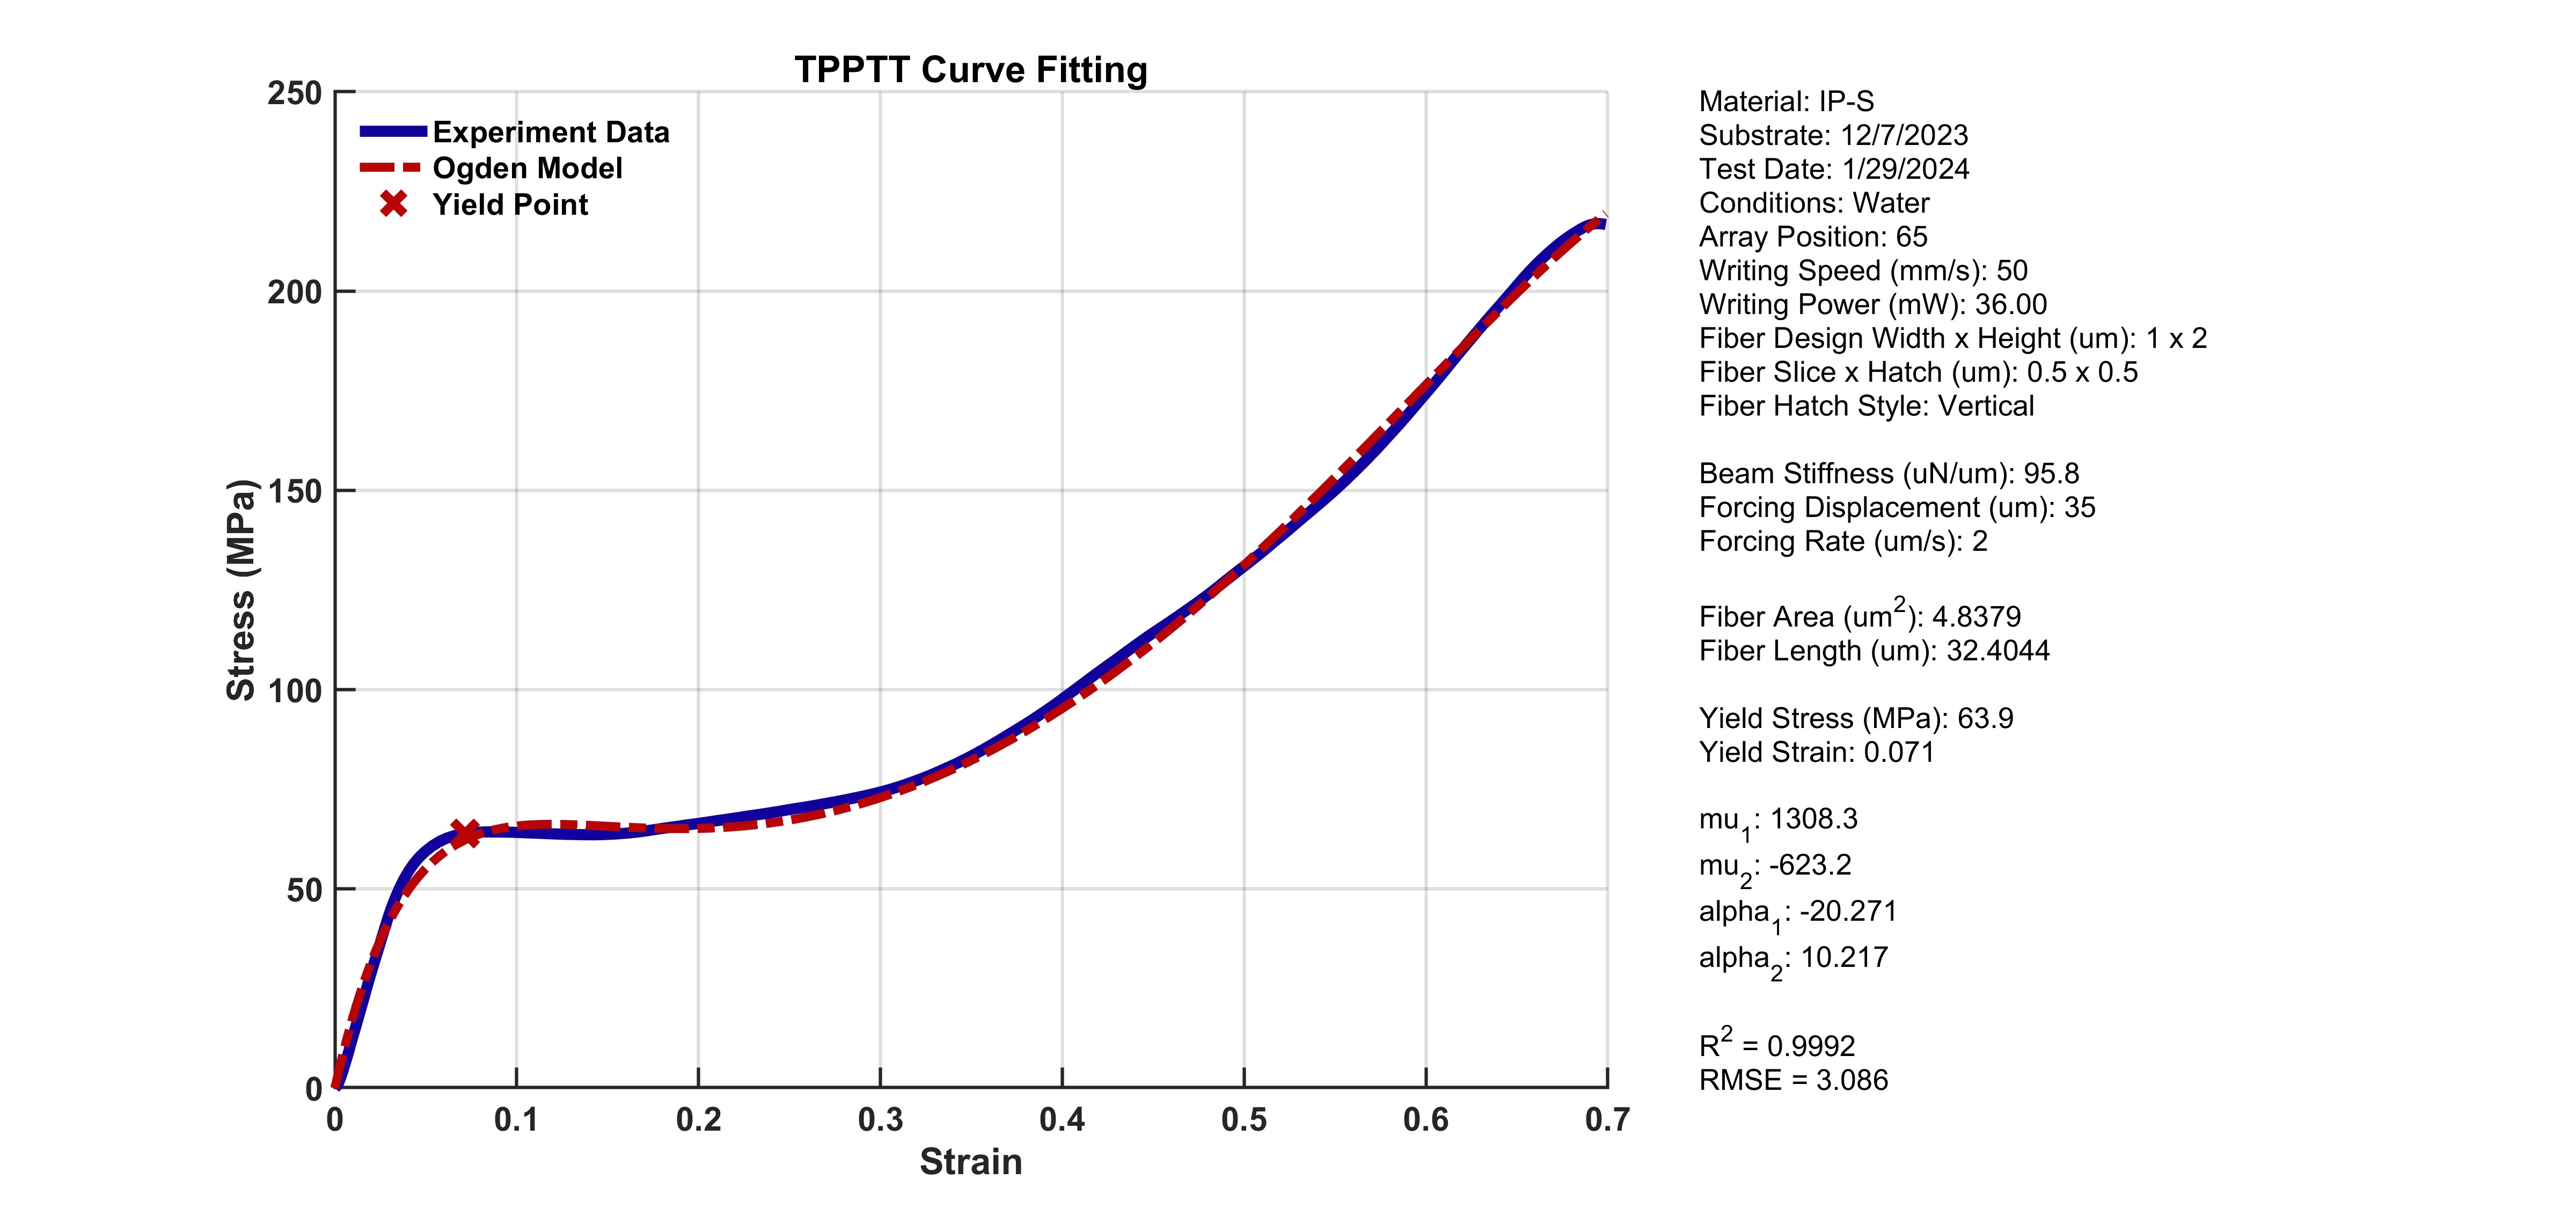 TPPTT Curve Fitting
250
200
150
100
50
0
Stress (MPa)
Experiment Data
Ogden Model
Yield Point
0 0.1 0.2 0.3 0.4 0.5 0.6 0.7
Strain
Material: IP-S
Substrate: 12/7/2023
Test Date: 1/29/2024
Conditions: Water
Array Position: 65
Writing Speed (mm/s): 50
Writing Power (mW): 36.00
Fiber Design Width x Height (um): 1 x 2
Fiber Slice x Hatch (um): 0.5 x 0.5
Fiber Hatch Style: Vertical
Beam Stiffness (uN/um): 95.8
Forcing Displacement (um): 35
Forcing Rate (um/s): 2
Fiber Area (um²): 4.8379
Fiber Length (um): 32.4044
Yield Stress (MPa): 63.9
Yield Strain: 0.071
mu₁: 1308.3
mu₂: -623.2
alpha₁: -20.271
alpha₂: 10.217
R² = 0.9992
RMSE = 3.086